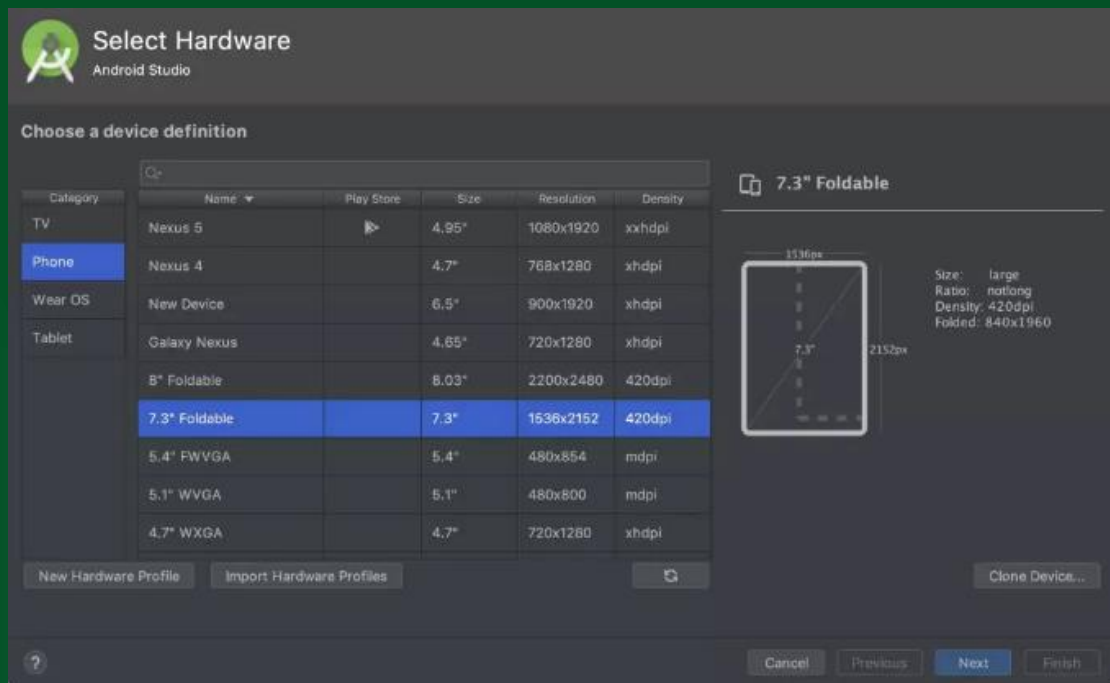 Select Hardware
Android Studio
Choose a device definition
Category
TV
Phone
Wear OS
Tablet
Name Play Store Size Resolution Density
Nexus 5 4.95" 1080x1920 xxhdpi
Nexus 4 4.7" 768x1280 xhdpi
New Device 6.5" 900x1920 xhdpi
Galaxy Nexus 4.65" 720x1280 xhdpi
8" Foldable 8.03" 2200x2480 420dpi
7.3" Foldable 7.3" 1536x2152 420dpi
5.4" FWVGA 5.4" 480x854 mdpi
5.1" WVGA 5.1" 480x800 mdpi
4.7" WXGA 4.7" 720x1280 xhdpi
7.3" Foldable
1536px
7.3"
2152px
Size: large
Ratio: notlong
Density: 420dpi
Folded: 840x1960
New Hardware Profile Import Hardware Profiles Clone Device...
? Cancel Previous Next Finish